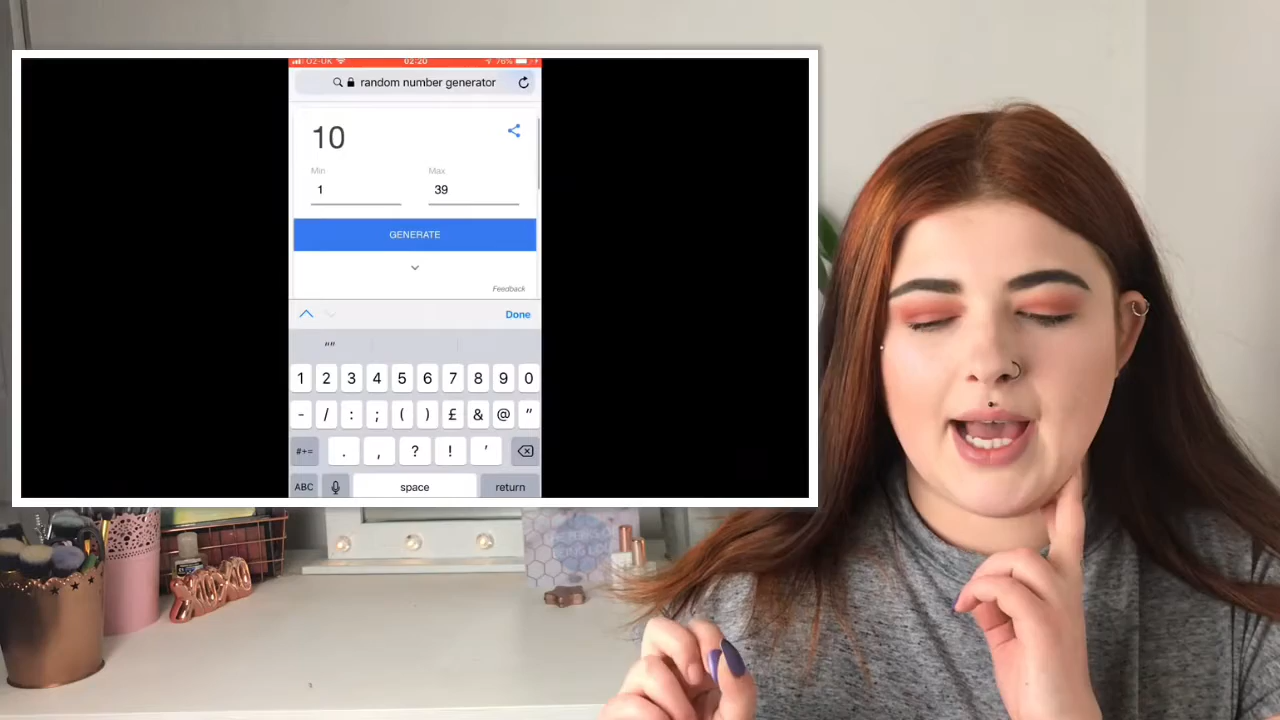 O2-UK 02:20 76%
random number generator
10
Min Max
1 39
GENERATE
Feedback
Done
“”
1 2 3 4 5 6 7 8 9 0
- / : ; ( ) £ & @ ”
#+= . , ? ! ’
ABC space return
XOXO